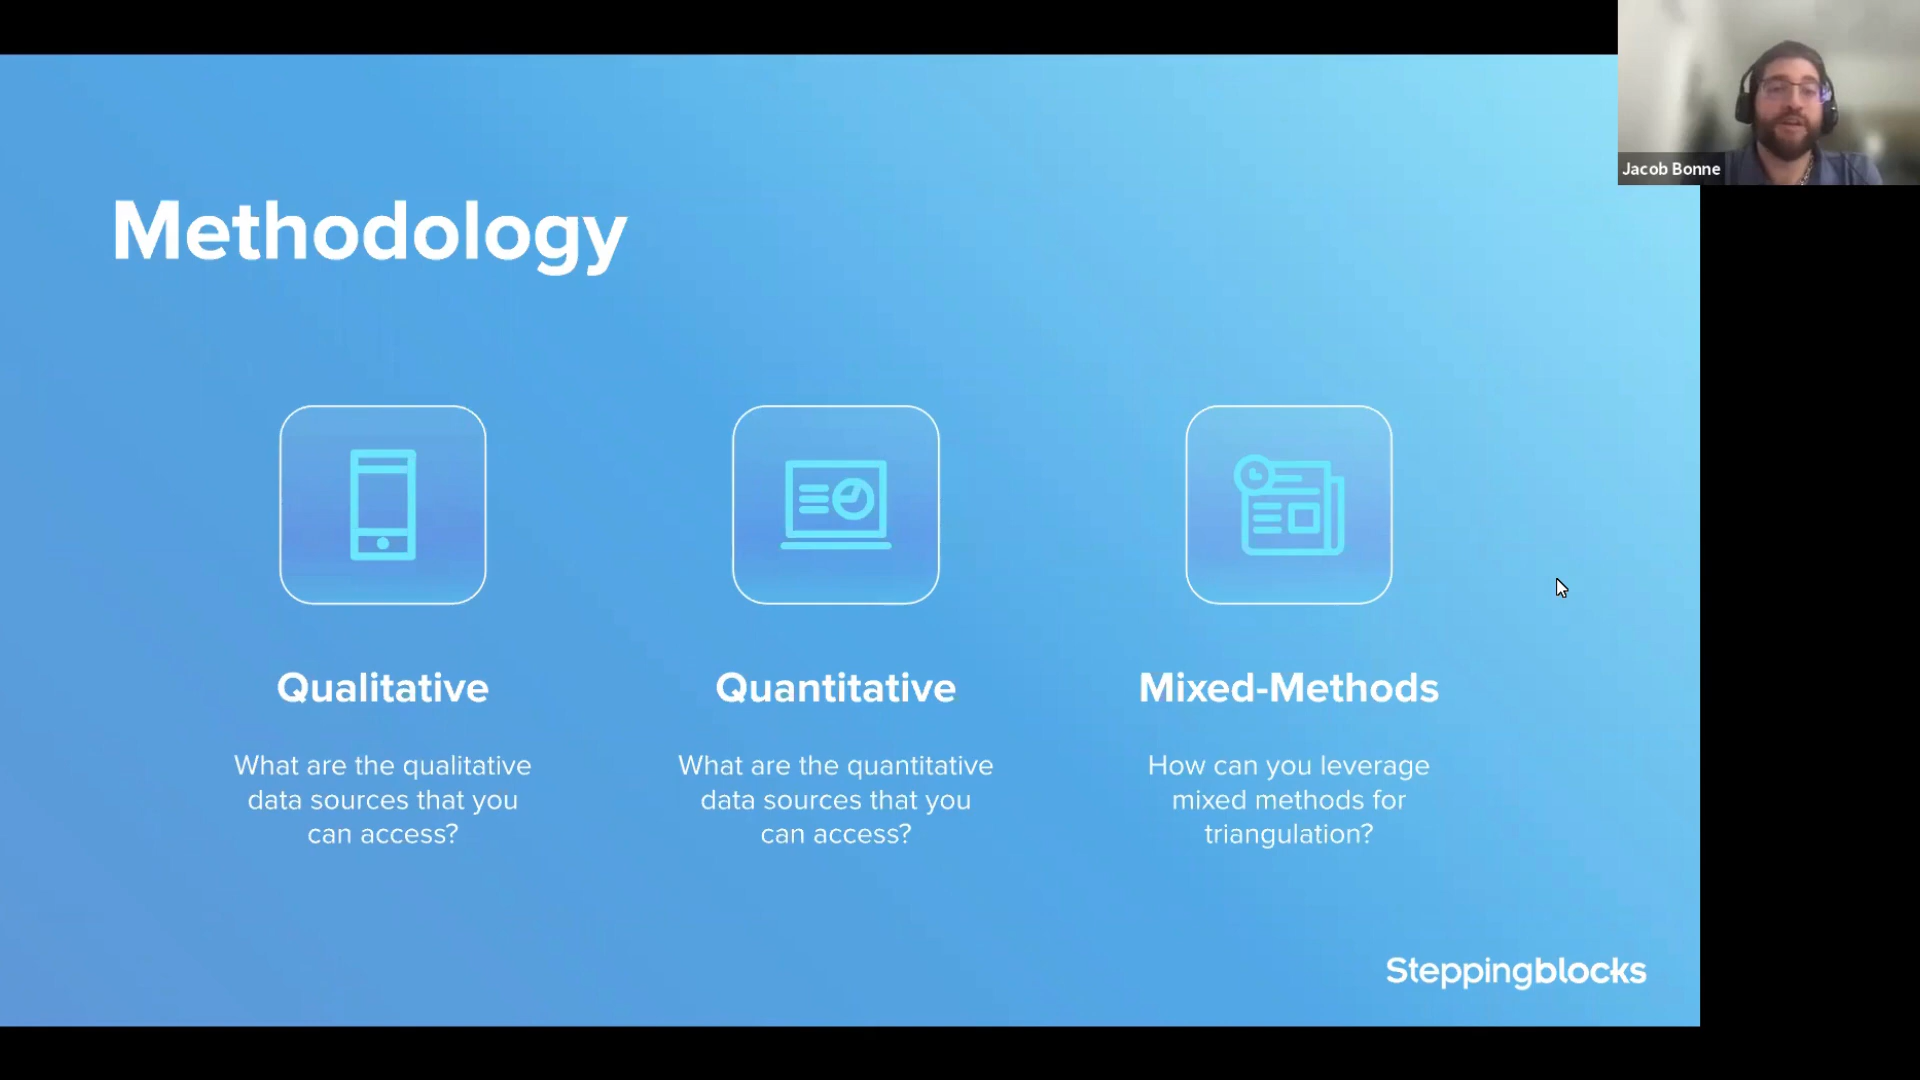 Jacob Bonne
Methodology
Qualitative
What are the qualitative
data sources that you
can access?
Quantitative
What are the quantitative
data sources that you
can access?
Mixed-Methods
How can you leverage
mixed methods for
triangulation?
Steppingblocks